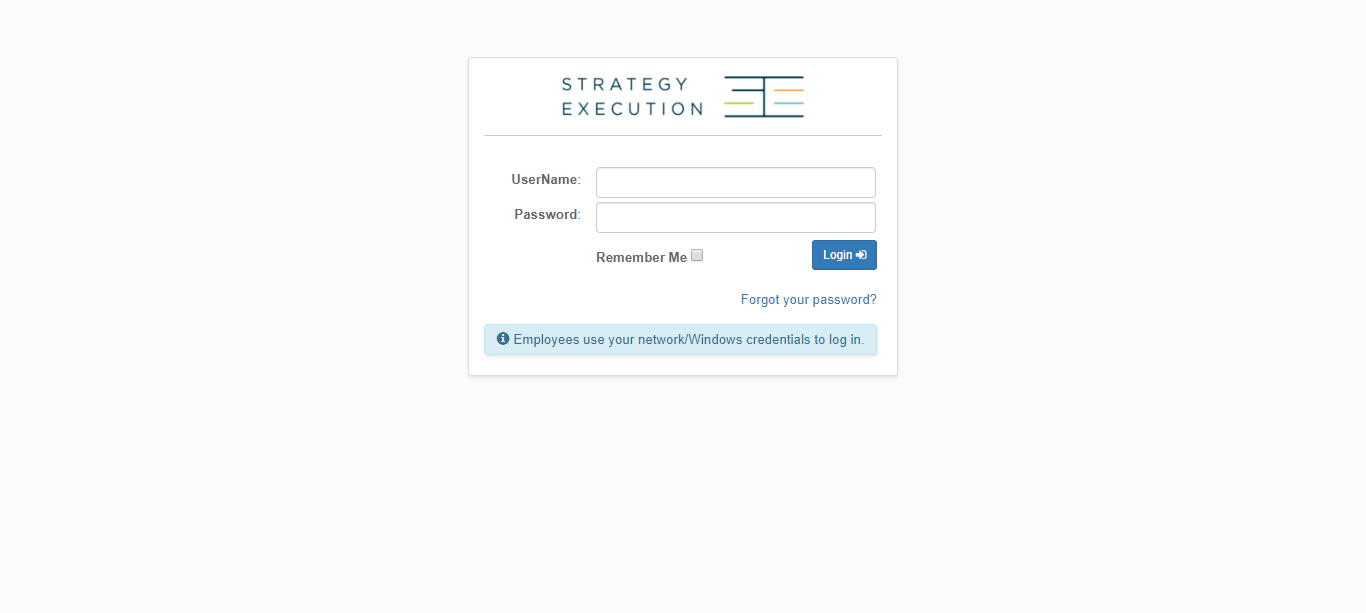 STRATEGY
EXECUTION
UserName:
Password:
Remember Me
Login
Forgot your password?
Employees use your network/Windows credentials to log in.